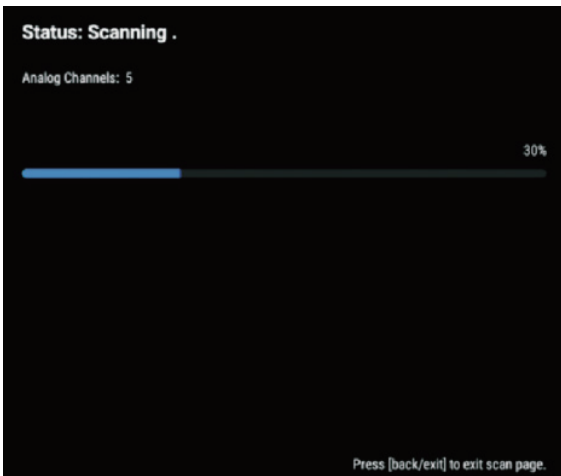 Status: Scanning .
Analog Channels: 5
30%
Press [back/exit] to exit scan page.